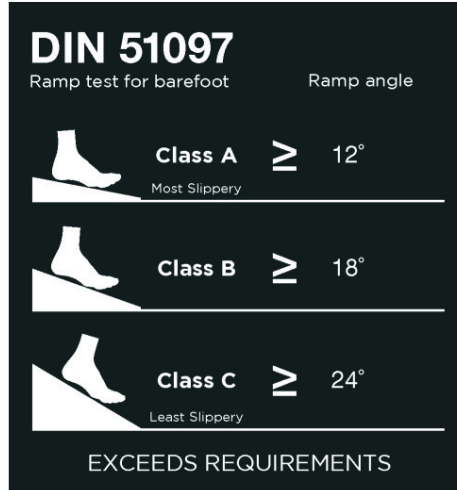 DIN 51097
Ramp test for barefoot Ramp angle
Class A ≥ 12°
Most Slippery
Class B ≥ 18°
Class C ≥ 24°
Least Slippery
EXCEEDS REQUIREMENTS